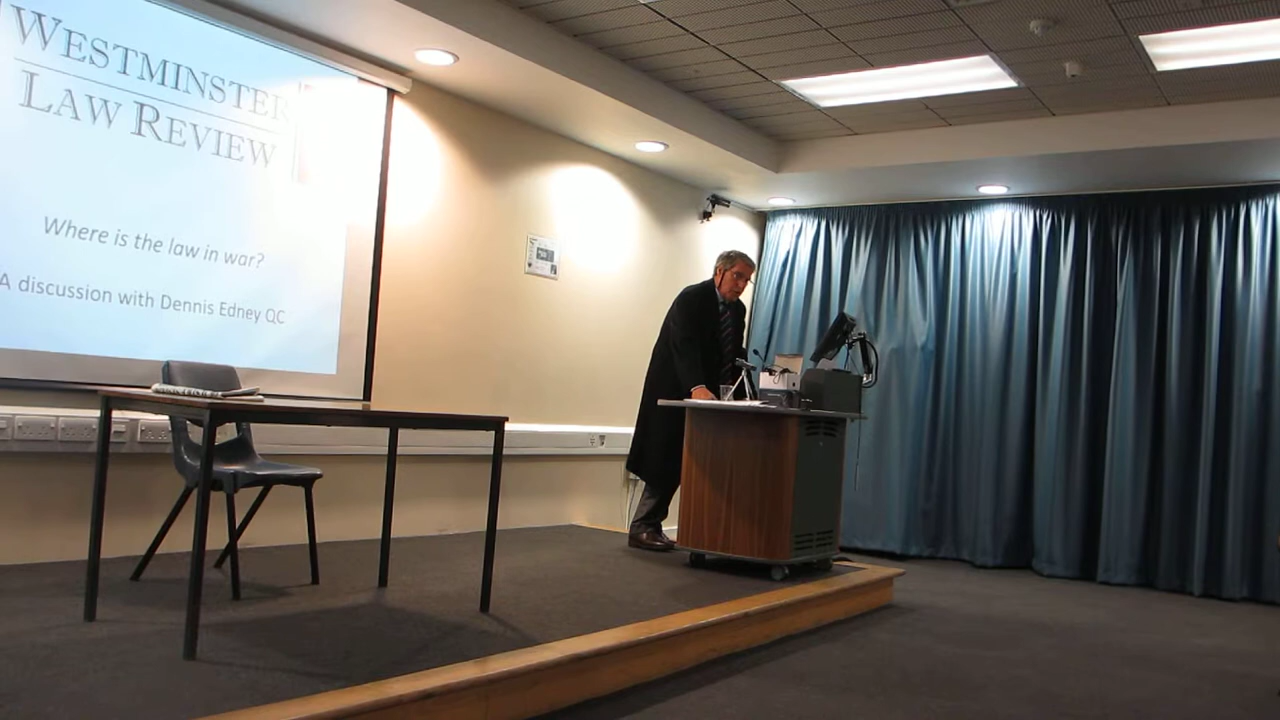 WESTMINSTER
LAW REVIEW
Where is the law in war?
A discussion with Dennis Edney QC